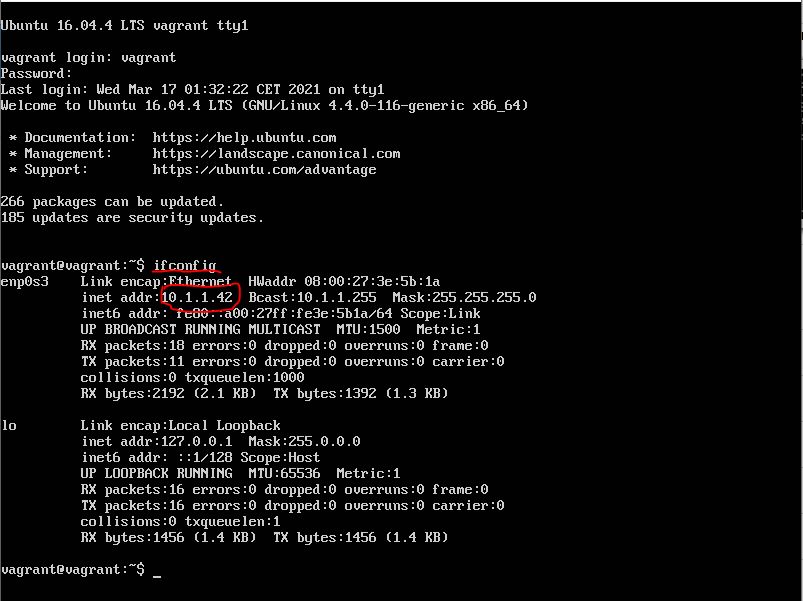 Ubuntu 16.04.4 LTS vagrant tty1
vagrant login: vagrant
Password:
Last login: Wed Mar 17 01:32:22 CET 2021 on tty1
Welcome to Ubuntu 16.04.4 LTS (GNU/Linux 4.4.0-116-generic x86_64)
* Documentation:  https://help.ubuntu.com
* Management:     https://landscape.canonical.com
* Support:        https://ubuntu.com/advantage
266 packages can be updated.
185 updates are security updates.
vagrant@vagrant:~$ ifconfig
enp0s3    Link encap:Ethernet  HWaddr 08:00:27:3e:5b:1a
inet addr:10.1.1.42  Bcast:10.1.1.255  Mask:255.255.255.0
inet6 addr: fe80::a00:27ff:fe3e:5b1a/64 Scope:Link
UP BROADCAST RUNNING MULTICAST  MTU:1500  Metric:1
RX packets:18 errors:0 dropped:0 overruns:0 frame:0
TX packets:11 errors:0 dropped:0 overruns:0 carrier:0
collisions:0 txqueuelen:1000
RX bytes:2192 (2.1 KB)  TX bytes:1392 (1.3 KB)
lo        Link encap:Local Loopback
inet addr:127.0.0.1  Mask:255.0.0.0
inet6 addr: ::1/128 Scope:Host
UP LOOPBACK RUNNING  MTU:65536  Metric:1
RX packets:16 errors:0 dropped:0 overruns:0 frame:0
TX packets:16 errors:0 dropped:0 overruns:0 carrier:0
collisions:0 txqueuelen:1
RX bytes:1456 (1.4 KB)  TX bytes:1456 (1.4 KB)
vagrant@vagrant:~$ _